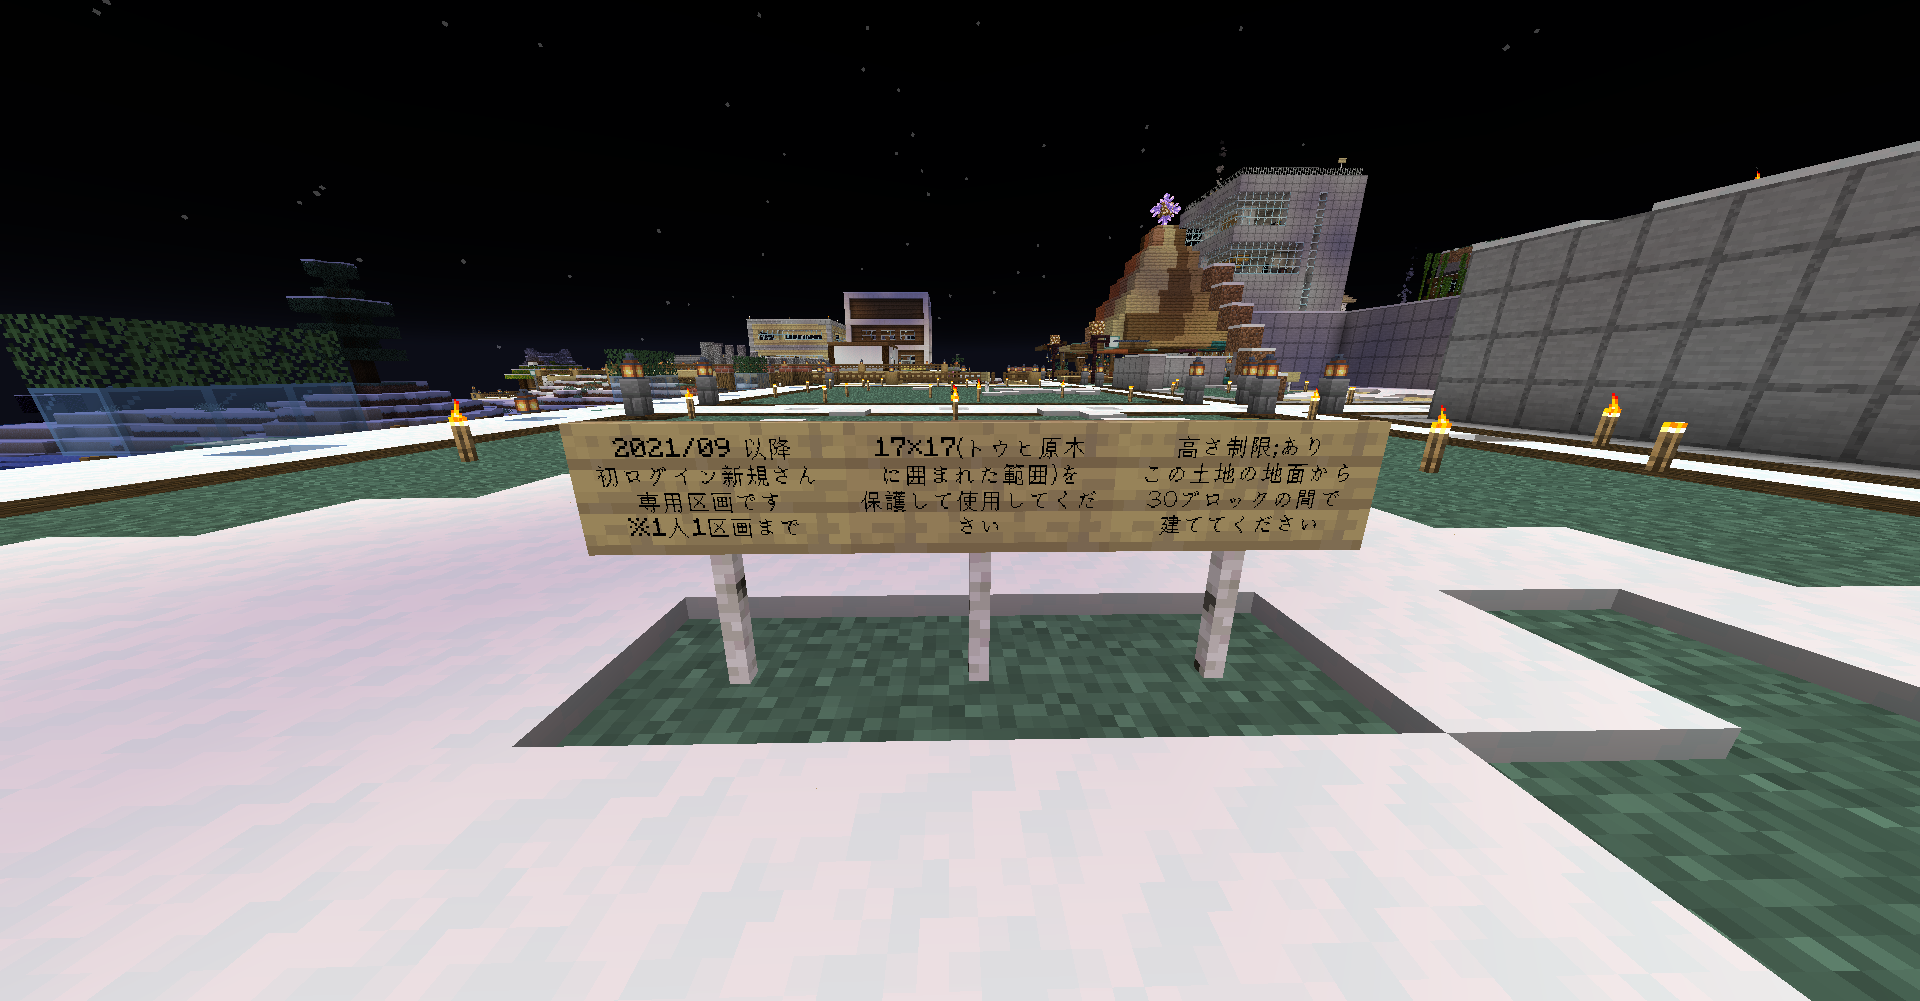 2021/09 以降
初ログイン新規さん
専用区画です
※1人1区画まで
17×17(トウヒ原木
に囲まれた範囲)を
保護して使用してくだ
さい
高さ制限;あり
この土地の地面から
30ブロックの間で
建ててください